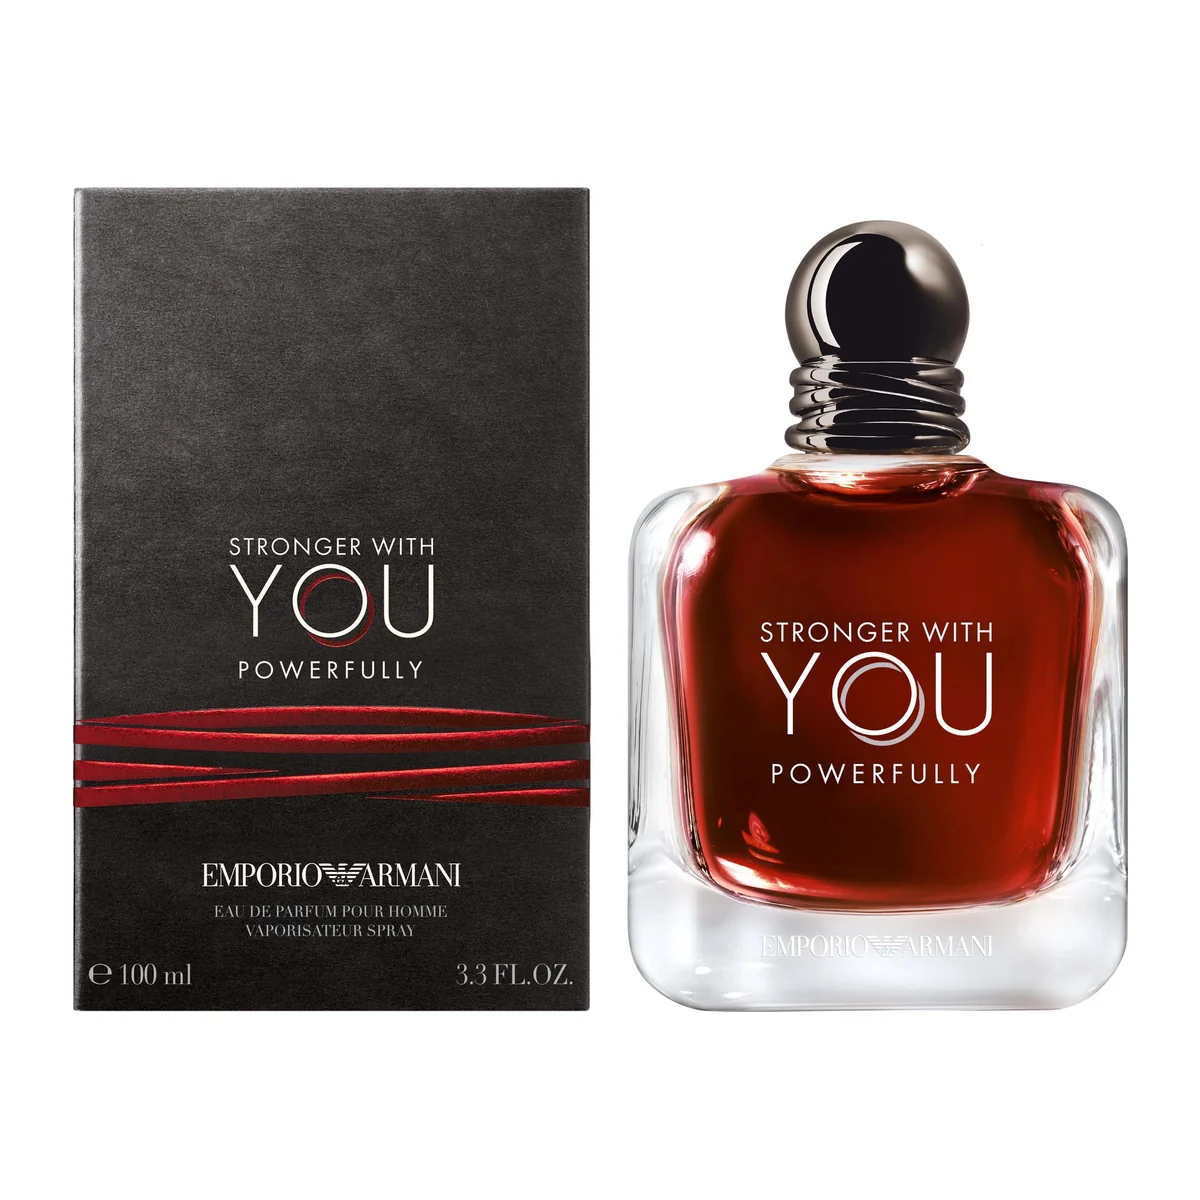 STRONGER WITH
YOU
POWERFULLY
EMPORIO ARMANI
EAU DE PARFUM POUR HOMME
VAPORISATEUR SPRAY
℮ 100 ml
3.3 FL.OZ.
STRONGER WITH
YOU
POWERFULLY
EMPORIO ARMANI